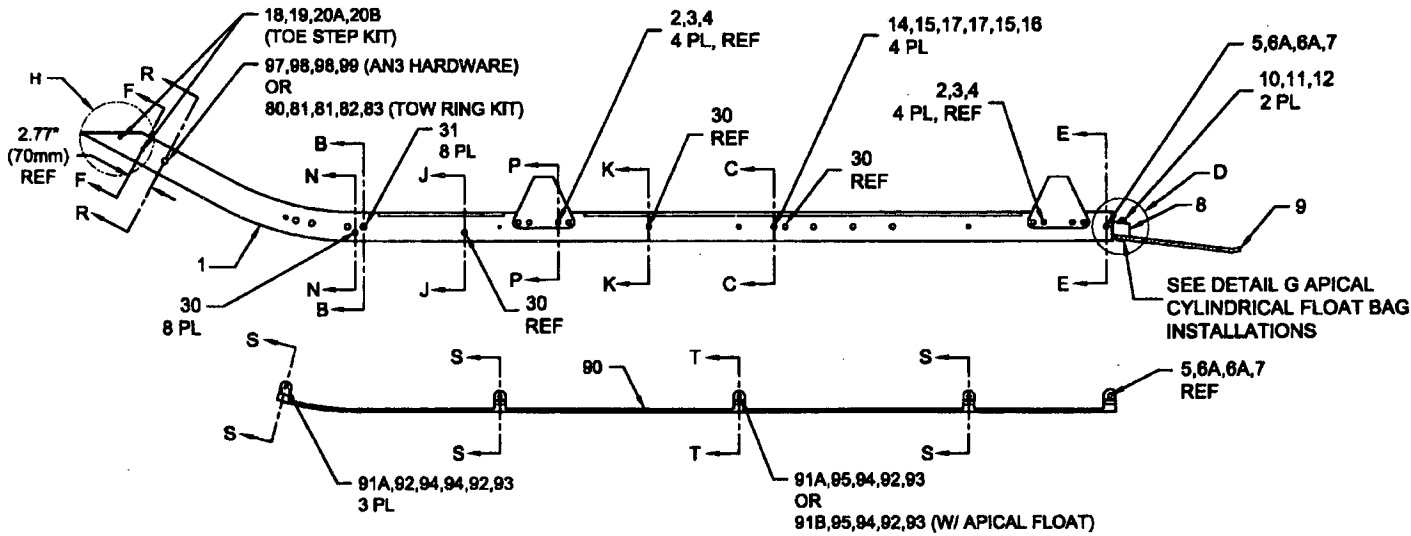 18,19,20A,20B
(TOE STEP KIT)
97,98,98,99 (AN3 HARDWARE)
OR
80,81,81,82,83 (TOW RING KIT)
2,3,4
4 PL, REF
14,15,17,17,15,16
4 PL
5,6A,6A,7
10,11,12
2 PL
2,3,4
4 PL, REF
H
R
F
2.77"
(70mm)
REF
F
R
31
8 PL
30
REF
30
REF
B
N
J
P
K
C
E
D
8
9
1
30
8 PL
N
B
J
30
REF
P
K
C
E
SEE DETAIL G APICAL
CYLINDRICAL FLOAT BAG
INSTALLATIONS
S
S
90
T
S
5,6A,6A,7
REF
S
S
T
S
91A,92,94,94,92,93
3 PL
91A,95,94,92,93
OR
91B,95,94,92,93 (W/ APICAL FLOAT)